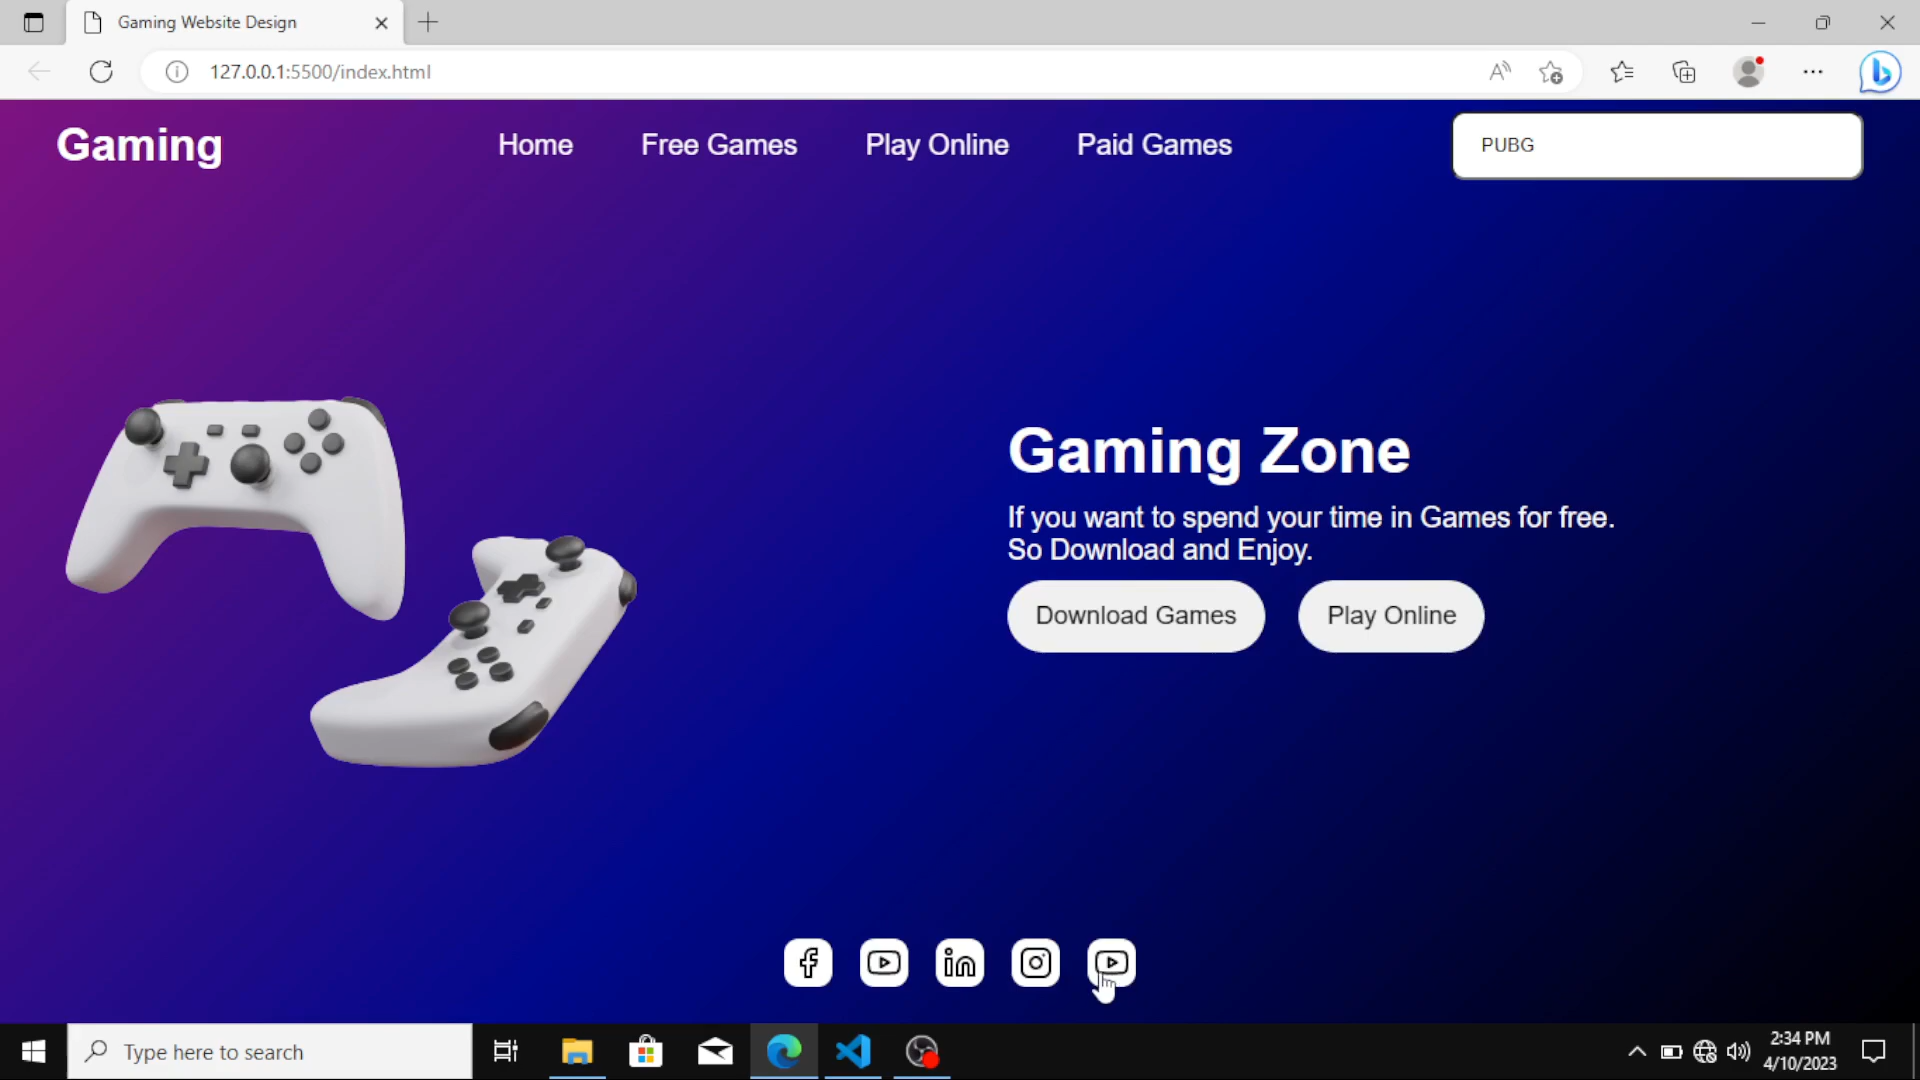 Gaming Website Design
127.0.0.1:5500/index.html
Gaming
Home
Free Games
Play Online
Paid Games
PUBG
Gaming Zone
If you want to spend your time in Games for free.
So Download and Enjoy.
Download Games
Play Online
Type here to search
2:34 PM
4/10/2023